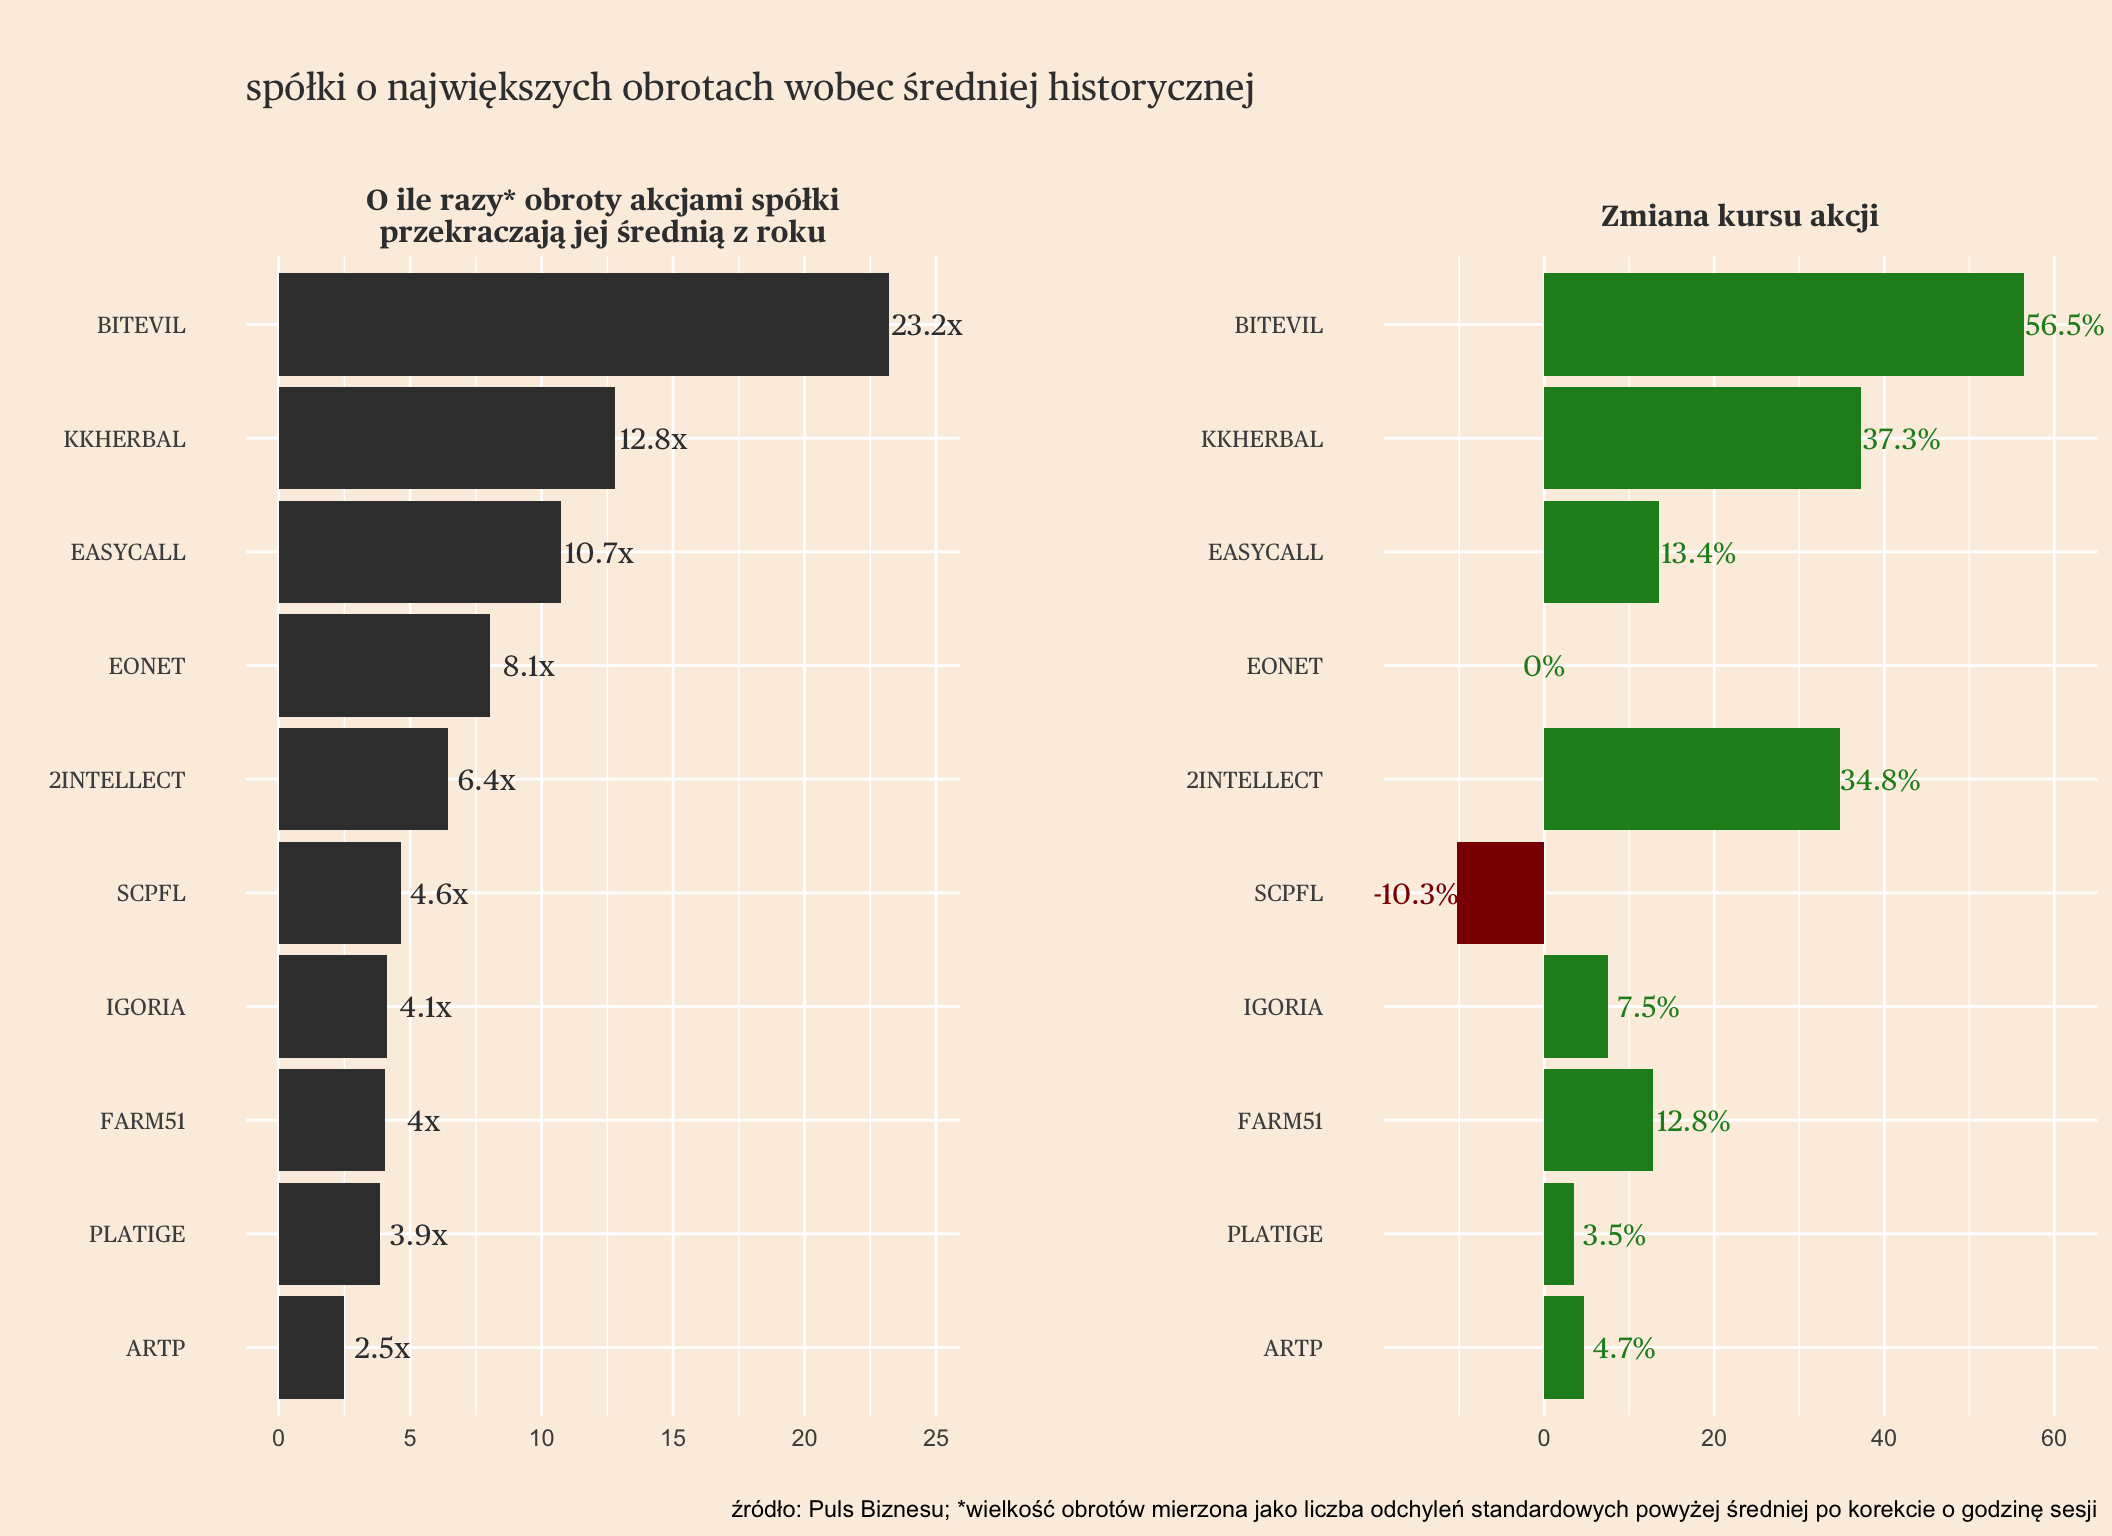 spółki o największych obrotach wobec średniej historycznej
O ile razy* obroty akcjami spółki
przekraczają jej średnią z roku
BITEVIL
23.2x
KKHERBAL
12.8x
EASYCALL
10.7x
EONET
8.1x
2INTELLECT
6.4x
SCPFL
4.6x
IGORIA
4.1x
FARM51
4x
PLATIGE
3.9x
ARTP
2.5x
0 5 10 15 20 25
Zmiana kursu akcji
BITEVIL
56.5%
KKHERBAL
37.3%
EASYCALL
13.4%
EONET
0%
2INTELLECT
34.8%
SCPFL
-10.3%
IGORIA
7.5%
FARM51
12.8%
PLATIGE
3.5%
ARTP
4.7%
0 20 40 60
źródło: Puls Biznesu; *wielkość obrotów mierzona jako liczba odchyleń standardowych powyżej średniej po korekcie o godzinę sesji